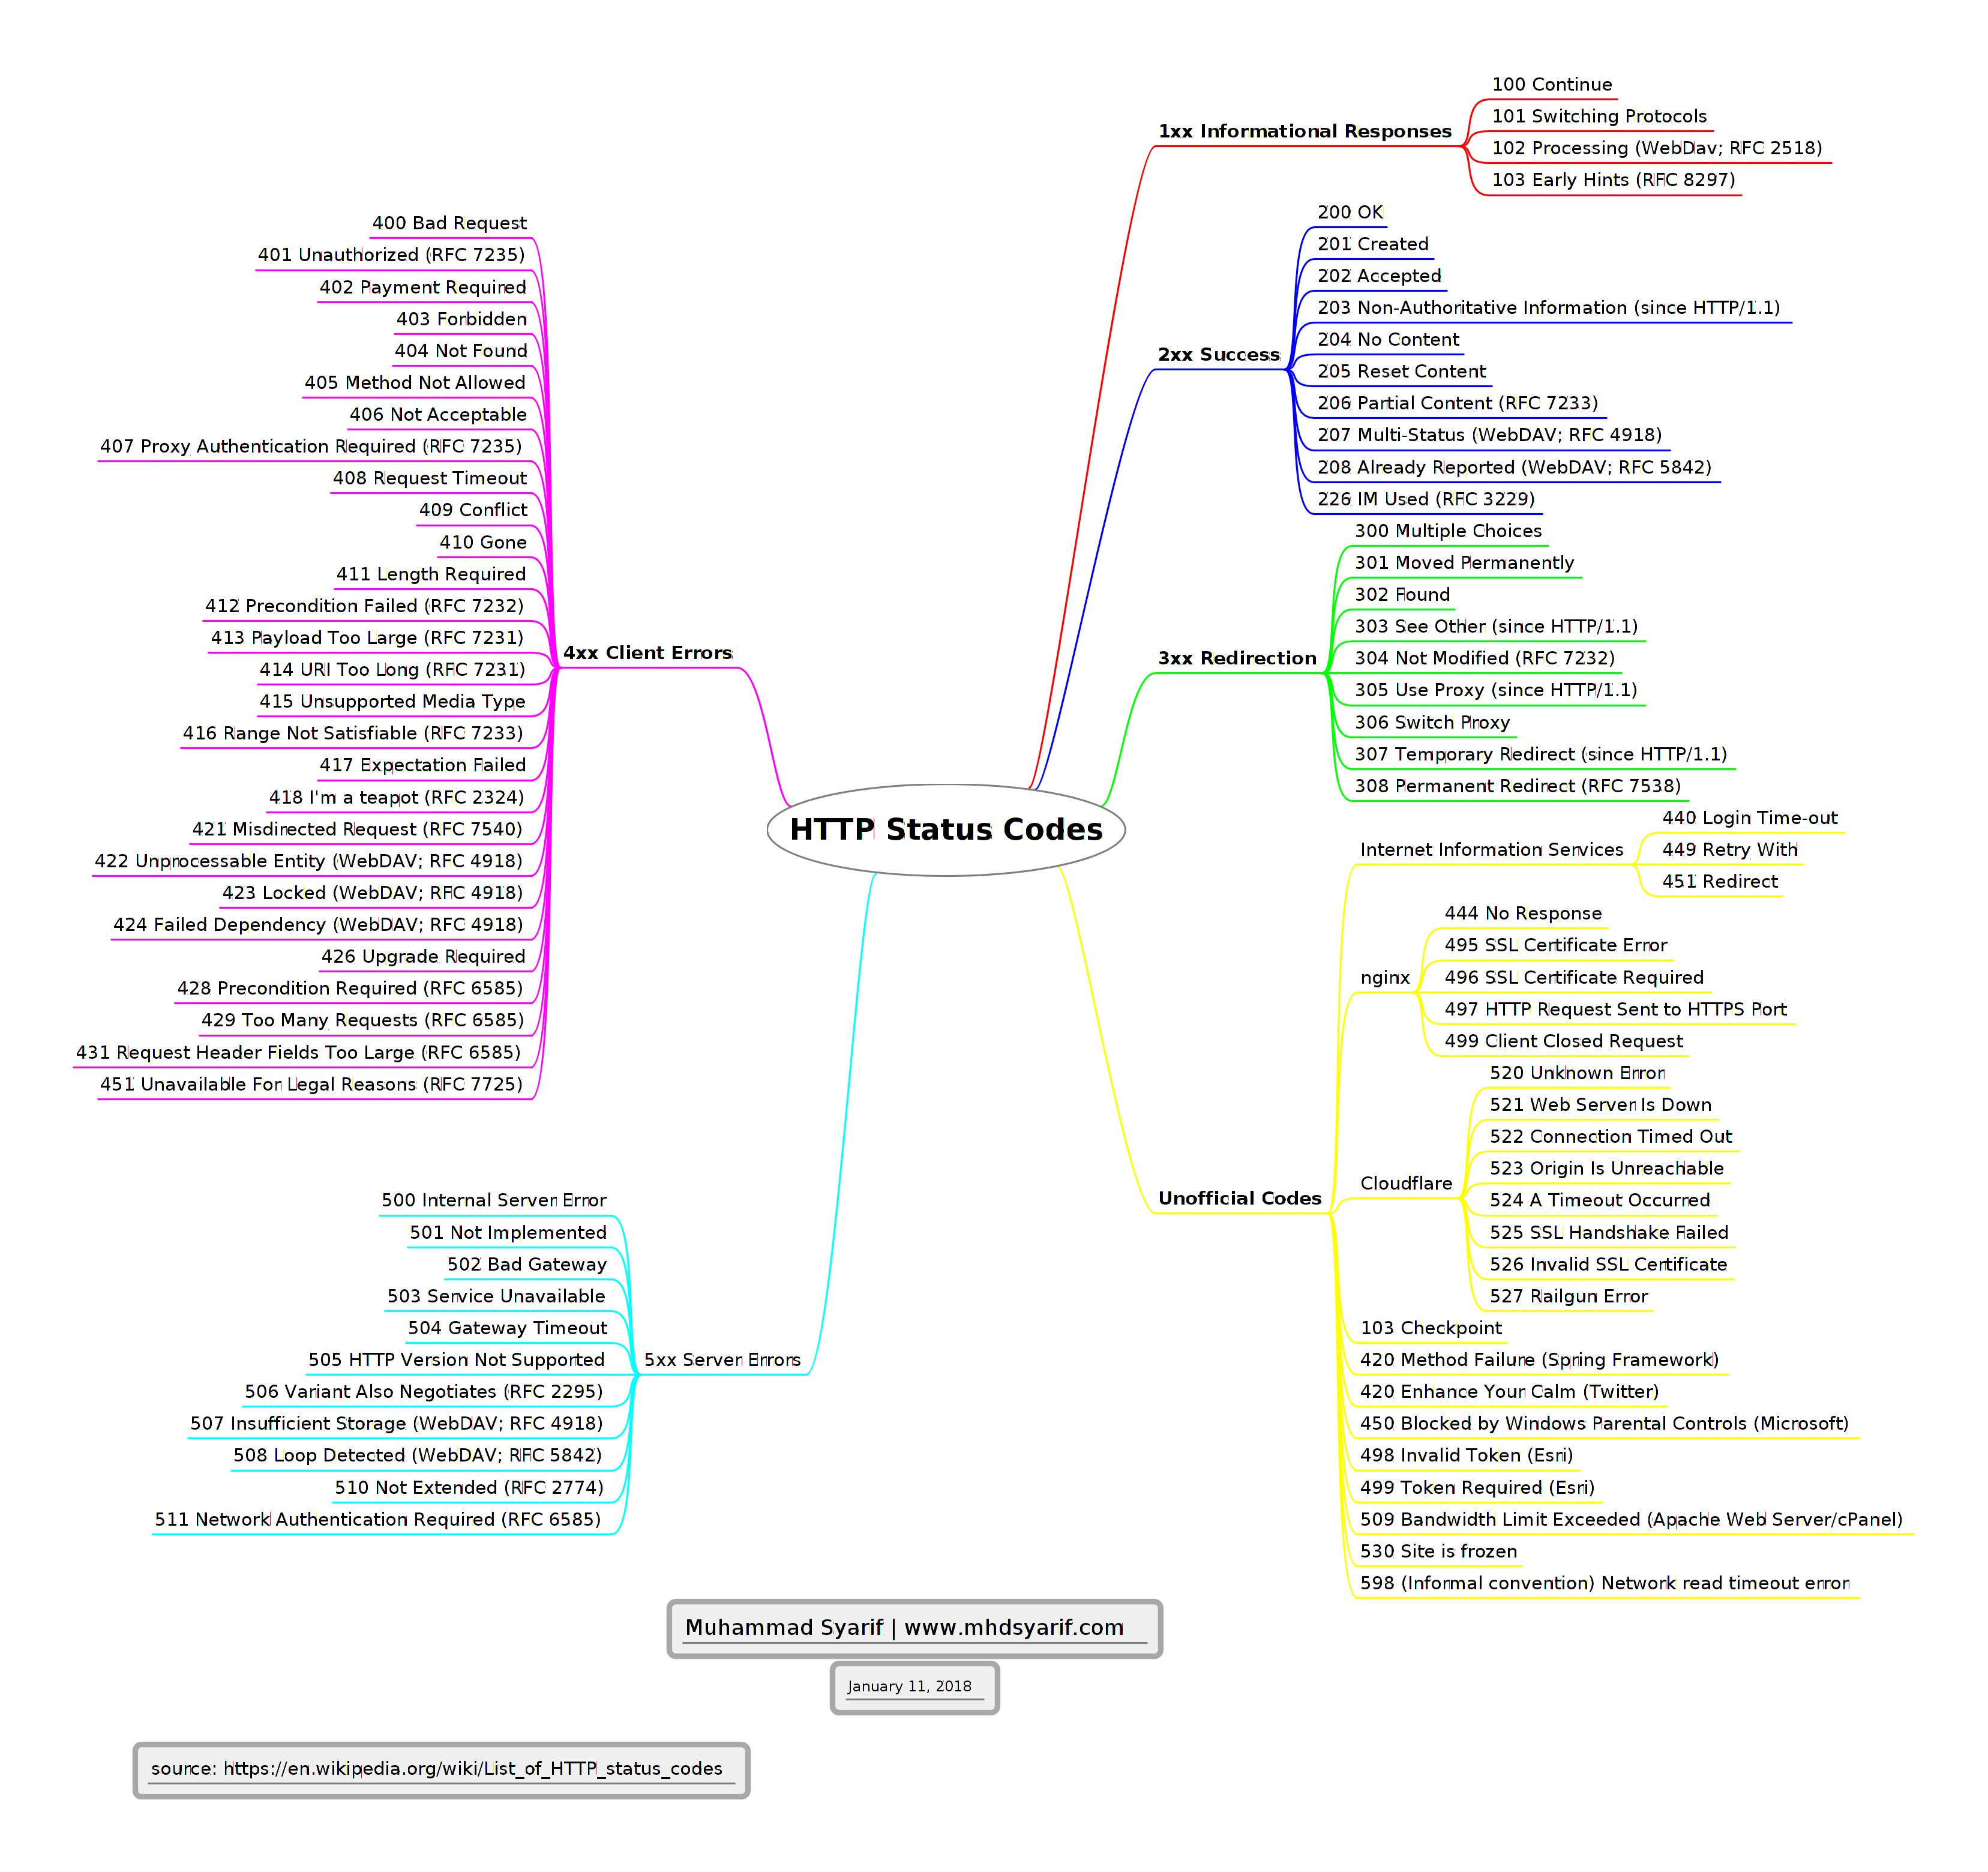 HTTP Status Codes
1xx Informational Responses
100 Continue
101 Switching Protocols
102 Processing (WebDav; RFC 2518)
103 Early Hints (RFC 8297)
2xx Success
200 OK
201 Created
202 Accepted
203 Non-Authoritative Information (since HTTP/1.1)
204 No Content
205 Reset Content
206 Partial Content (RFC 7233)
207 Multi-Status (WebDAV; RFC 4918)
208 Already Reported (WebDAV; RFC 5842)
226 IM Used (RFC 3229)
3xx Redirection
300 Multiple Choices
301 Moved Permanently
302 Found
303 See Other (since HTTP/1.1)
304 Not Modified (RFC 7232)
305 Use Proxy (since HTTP/1.1)
306 Switch Proxy
307 Temporary Redirect (since HTTP/1.1)
308 Permanent Redirect (RFC 7538)
4xx Client Errors
400 Bad Request
401 Unauthorized (RFC 7235)
402 Payment Required
403 Forbidden
404 Not Found
405 Method Not Allowed
406 Not Acceptable
407 Proxy Authentication Required (RFC 7235)
408 Request Timeout
409 Conflict
410 Gone
411 Length Required
412 Precondition Failed (RFC 7232)
413 Payload Too Large (RFC 7231)
414 URI Too Long (RFC 7231)
415 Unsupported Media Type
416 Range Not Satisfiable (RFC 7233)
417 Expectation Failed
418 I'm a teapot (RFC 2324)
421 Misdirected Request (RFC 7540)
422 Unprocessable Entity (WebDAV; RFC 4918)
423 Locked (WebDAV; RFC 4918)
424 Failed Dependency (WebDAV; RFC 4918)
426 Upgrade Required
428 Precondition Required (RFC 6585)
429 Too Many Requests (RFC 6585)
431 Request Header Fields Too Large (RFC 6585)
451 Unavailable For Legal Reasons (RFC 7725)
5xx Server Errors
500 Internal Server Error
501 Not Implemented
502 Bad Gateway
503 Service Unavailable
504 Gateway Timeout
505 HTTP Version Not Supported
506 Variant Also Negotiates (RFC 2295)
507 Insufficient Storage (WebDAV; RFC 4918)
508 Loop Detected (WebDAV; RFC 5842)
510 Not Extended (RFC 2774)
511 Network Authentication Required (RFC 6585)
Unofficial Codes
Internet Information Services
440 Login Time-out
449 Retry With
451 Redirect
nginx
444 No Response
495 SSL Certificate Error
496 SSL Certificate Required
497 HTTP Request Sent to HTTPS Port
499 Client Closed Request
Cloudflare
520 Unknown Error
521 Web Server Is Down
522 Connection Timed Out
523 Origin Is Unreachable
524 A Timeout Occurred
525 SSL Handshake Failed
526 Invalid SSL Certificate
527 Railgun Error
103 Checkpoint
420 Method Failure (Spring Framework)
420 Enhance Your Calm (Twitter)
450 Blocked by Windows Parental Controls (Microsoft)
498 Invalid Token (Esri)
499 Token Required (Esri)
509 Bandwidth Limit Exceeded (Apache Web Server/cPanel)
530 Site is frozen
598 (Informal convention) Network read timeout error
Muhammad Syarif | www.mhdsyarif.com
January 11, 2018
source: https://en.wikipedia.org/wiki/List_of_HTTP_status_codes